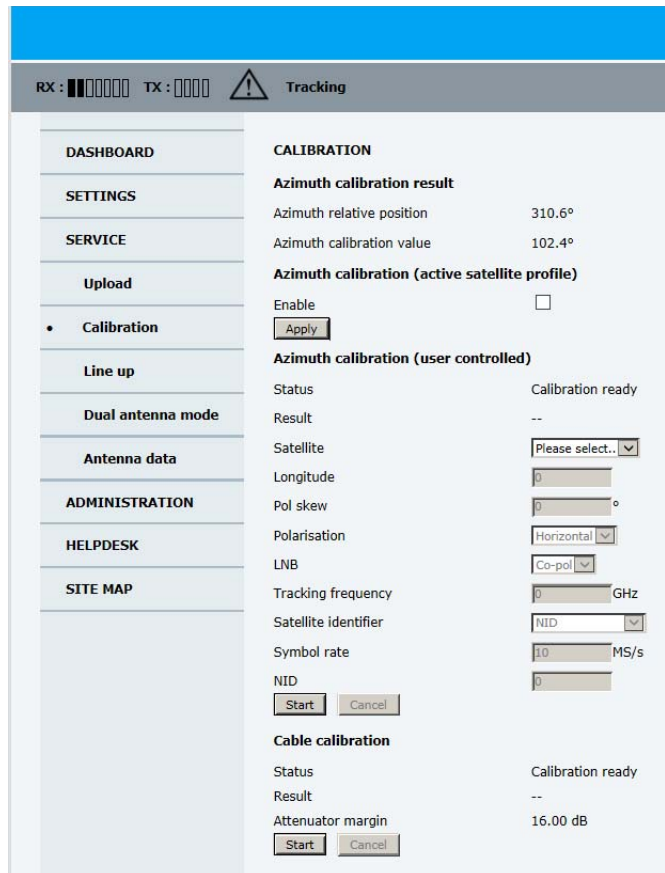 RX : TX : Tracking
DASHBOARD
SETTINGS
SERVICE
Upload
• Calibration
Line up
Dual antenna mode
Antenna data
ADMINISTRATION
HELPDESK
SITE MAP
CALIBRATION
Azimuth calibration result
Azimuth relative position 310.6º
Azimuth calibration value 102.4º
Azimuth calibration (active satellite profile)
Enable
Apply
Azimuth calibration (user controlled)
Status Calibration ready
Result --
Satellite Please select..
Longitude 0
Pol skew 0 º
Polarisation Horizontal
LNB Co-pol
Tracking frequency 0 GHz
Satellite identifier NID
Symbol rate 10 MS/s
NID 0
Start Cancel
Cable calibration
Status Calibration ready
Result --
Attenuator margin 16.00 dB
Start Cancel